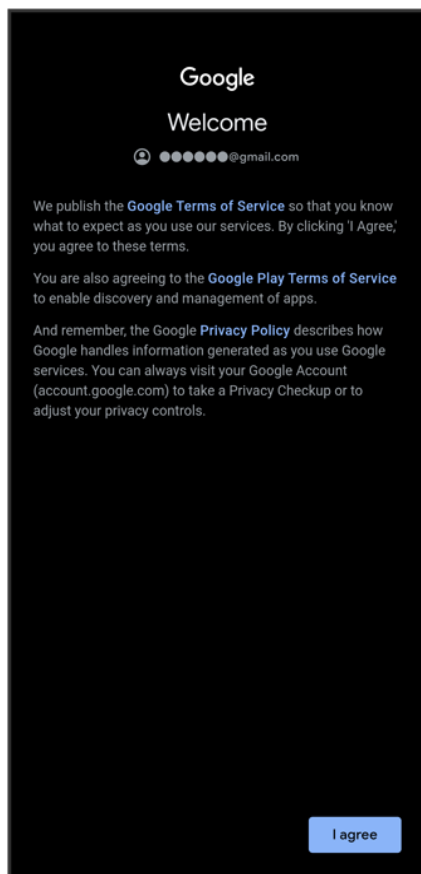 Google
Welcome
●●●●●●@gmail.com
We publish the Google Terms of Service so that you know
what to expect as you use our services. By clicking 'I Agree,'
you agree to these terms.
You are also agreeing to the Google Play Terms of Service
to enable discovery and management of apps.
And remember, the Google Privacy Policy describes how
Google handles information generated as you use Google
services. You can always visit your Google Account
(account.google.com) to take a Privacy Checkup or to
adjust your privacy controls.
I agree